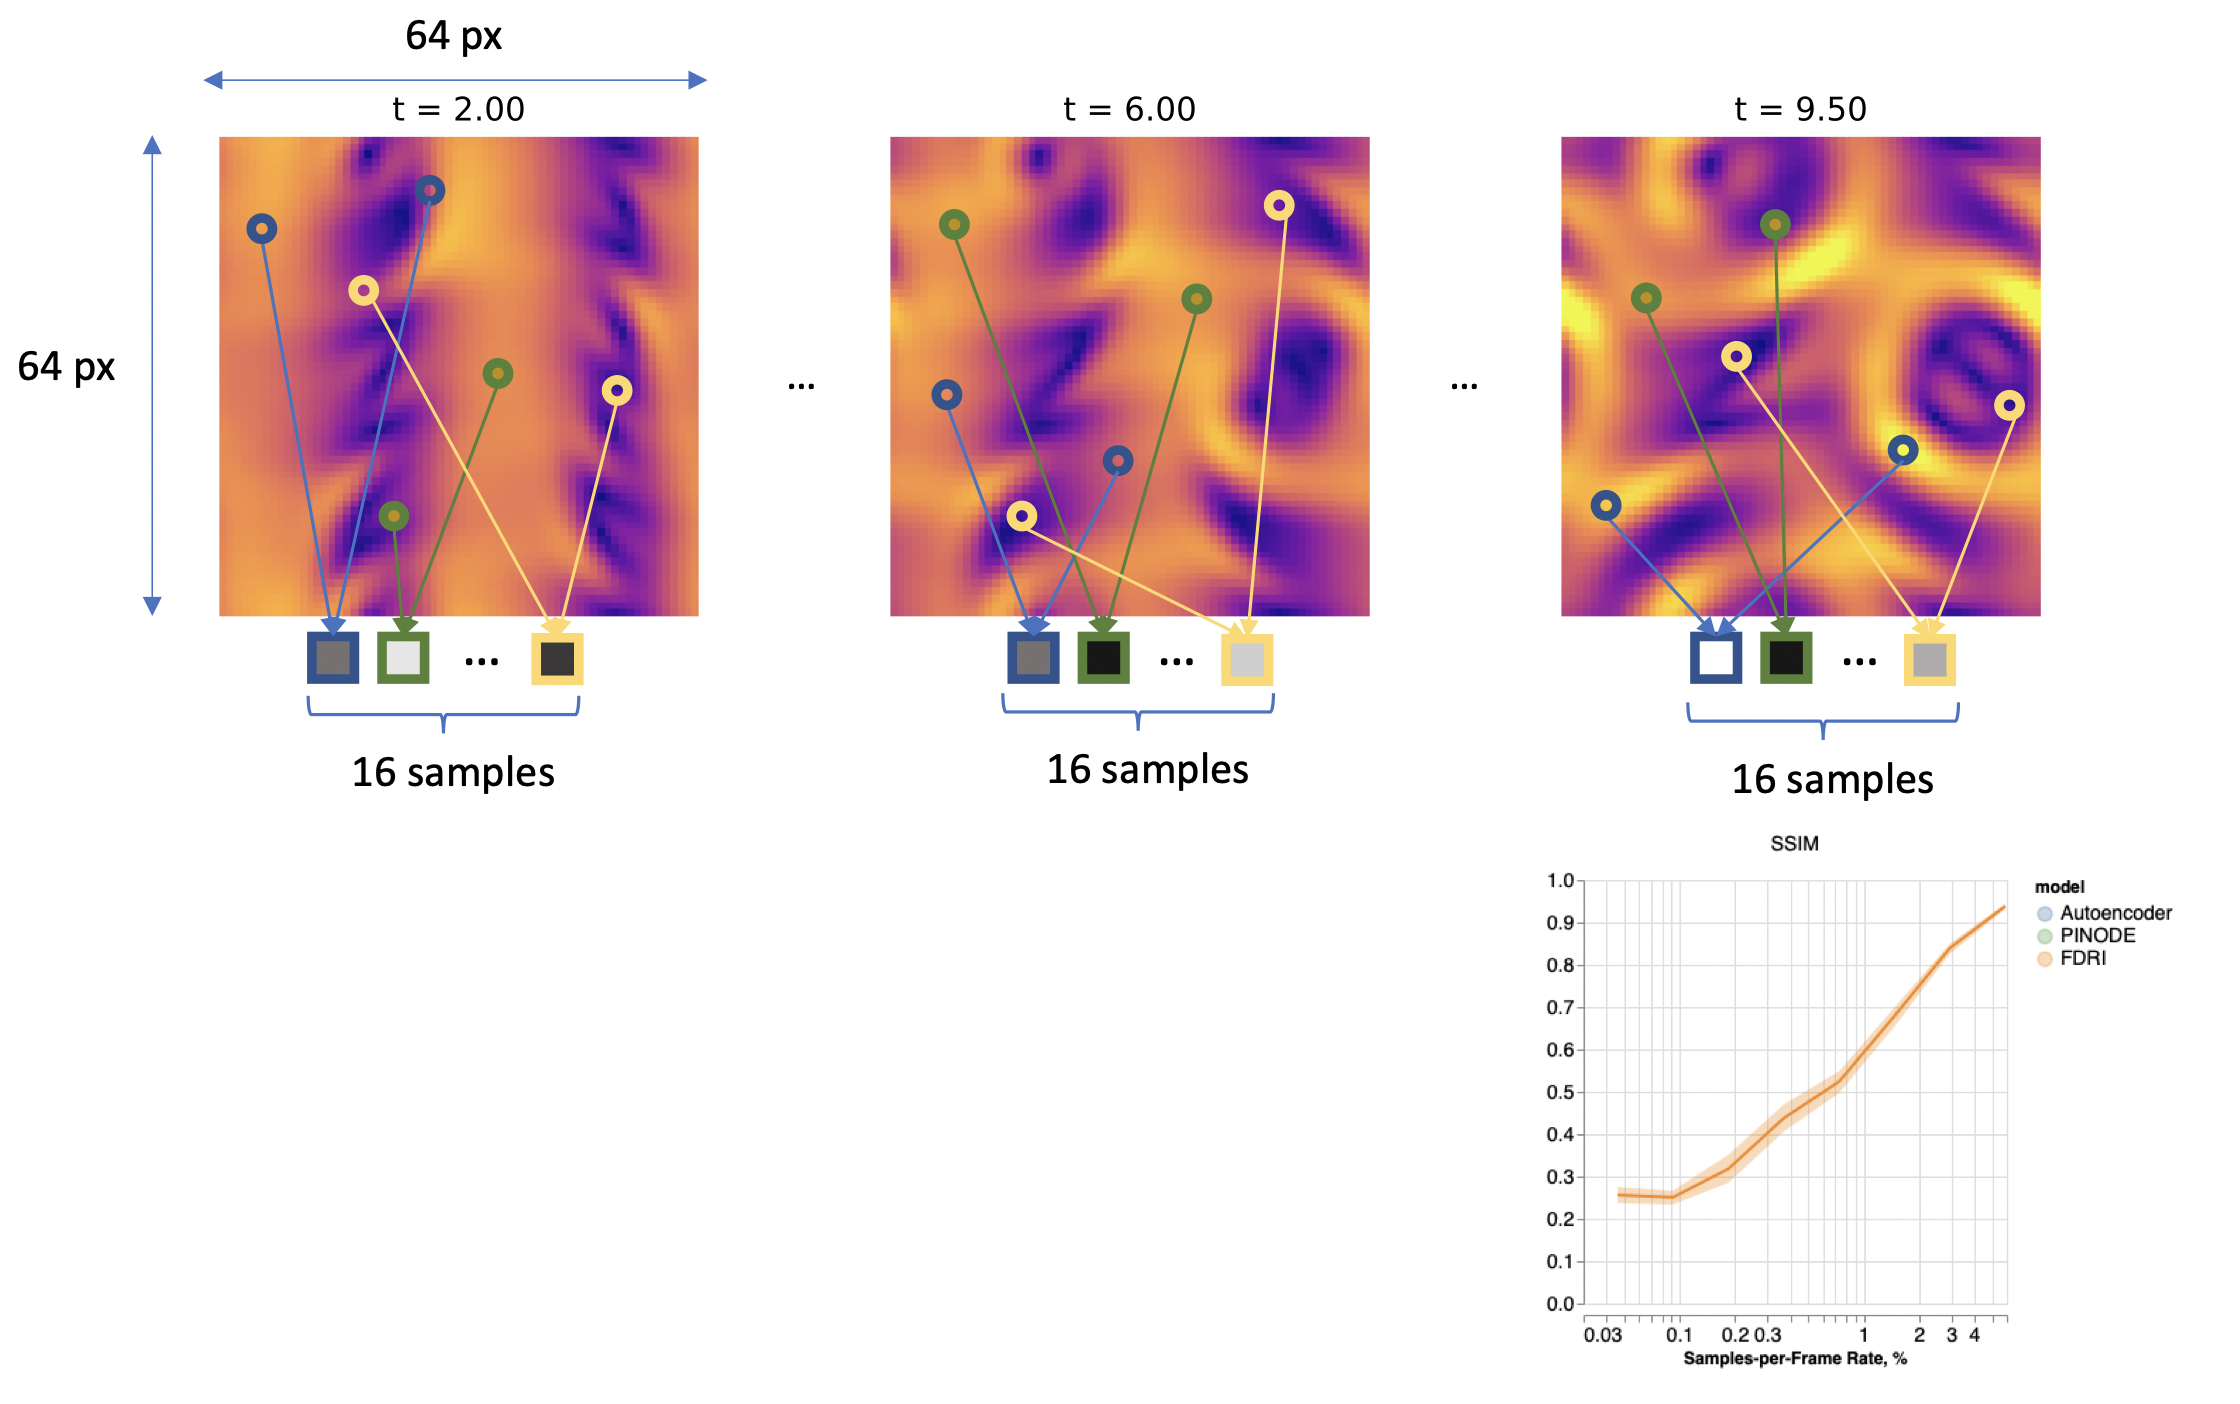 64 px
t = 2.00
t = 6.00
t = 9.50
64 px
...
...
...
...
...
16 samples
16 samples
16 samples
SSIM
1.0
0.9
0.8
0.7
0.6
0.5
0.4
0.3
0.2
0.1
0.0
0.03 0.1 0.2 0.3 1 2 3 4
Samples-per-Frame Rate, %
model
Autoencoder
PINODE
FDRI